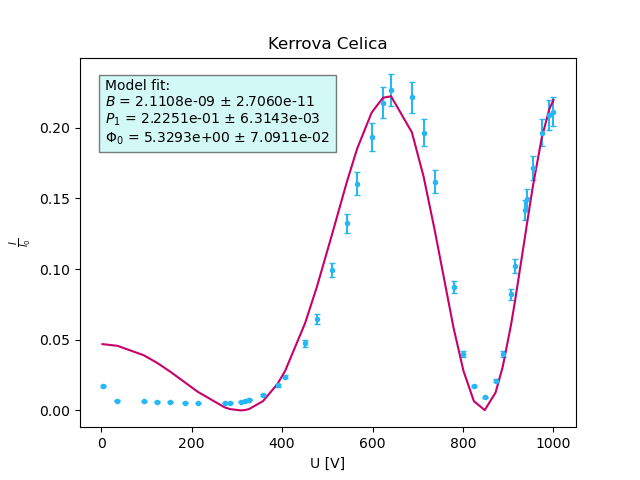 Kerrova Celica
Model fit:
B = 2.1108e-09 ± 2.7060e-11
P₁ = 2.2251e-01 ± 6.3143e-03
Φ₀ = 5.3293e+00 ± 7.0911e-02
I/I₀
0.20
0.15
0.10
0.05
0.00
0 200 400 600 800 1000
U [V]